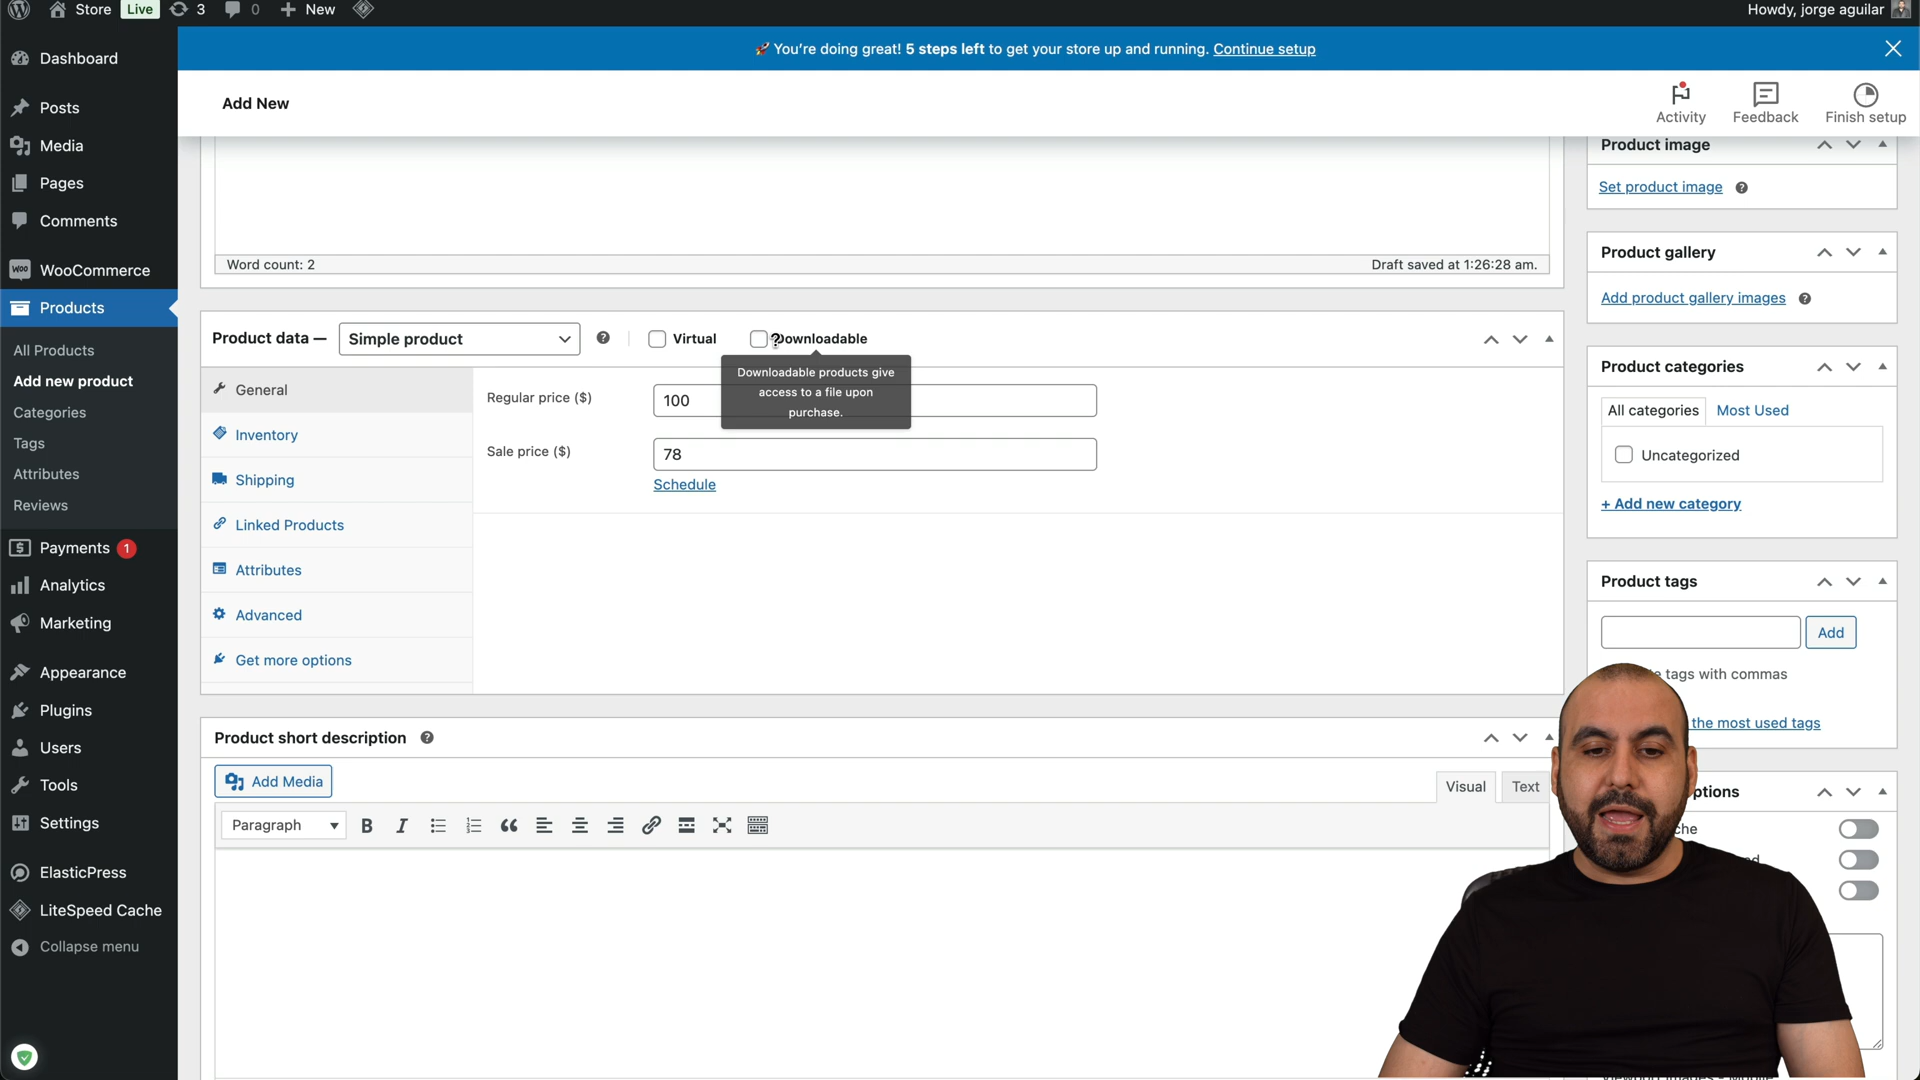 Store Live 3 0 New Howdy, jorge aguilar
🚀 You're doing great! 5 steps left to get your store up and running. Continue setup
Add New
Activity
Feedback
Finish setup
Dashboard
Posts
Media
Pages
Comments
WooCommerce
Products
All Products
Add new product
Categories
Tags
Attributes
Reviews
Payments 1
Analytics
Marketing
Appearance
Plugins
Users
Tools
Settings
ElasticPress
LiteSpeed Cache
Collapse menu
Word count: 2
Draft saved at 1:26:28 am.
Product data — Simple product Virtual Downloadable
Downloadable products give
access to a file upon
purchase.
General
Inventory
Shipping
Linked Products
Attributes
Advanced
Get more options
Regular price ($) 100
Sale price ($) 78
Schedule
Product short description
Add Media
Visual Text
Paragraph
Product image
Set product image
Product gallery
Add product gallery images
Product categories
All categories Most Used
Uncategorized
+ Add new category
Product tags
Add
tags with commas
the most used tags